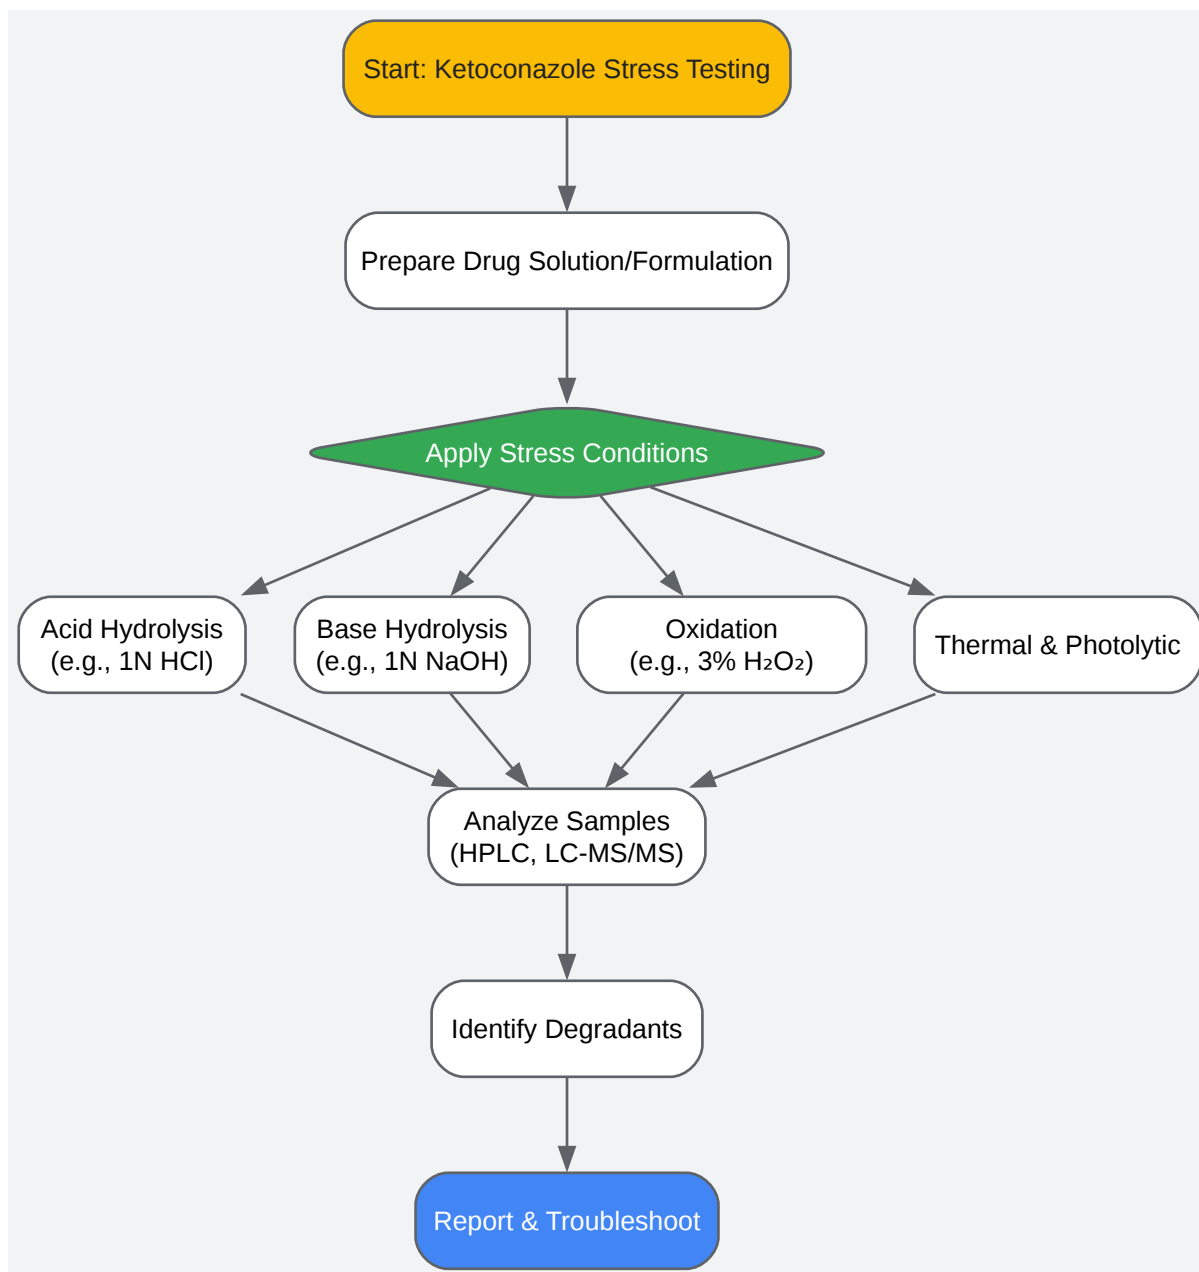 Start: Ketoconazole Stress Testing
Prepare Drug Solution/Formulation
Apply Stress Conditions
Acid Hydrolysis
(e.g., 1N HCl)
Base Hydrolysis
(e.g., 1N NaOH)
Oxidation
(e.g., 3% H₂O₂)
Thermal & Photolytic
Analyze Samples
(HPLC, LC-MS/MS)
Identify Degradants
Report & Troubleshoot